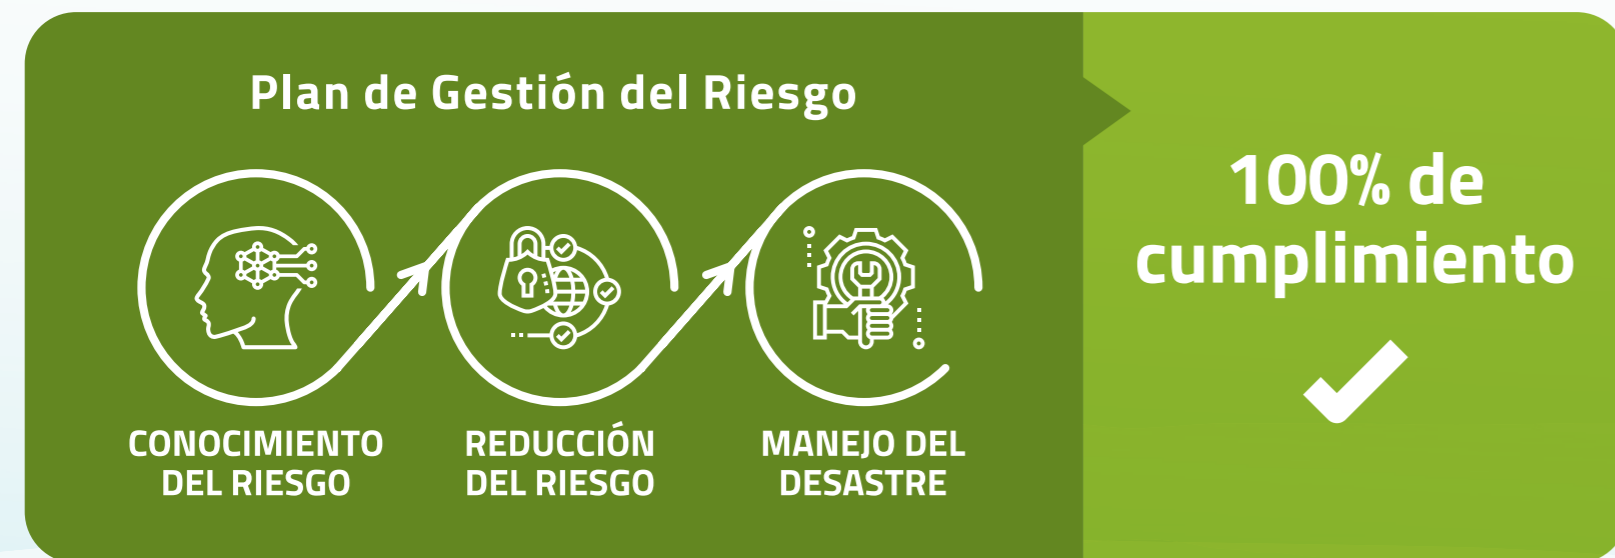 Plan de Gestión del Riesgo
CONOCIMIENTO
DEL RIESGO
REDUCCIÓN
DEL RIESGO
MANEJO DEL
DESASTRE
100% de
cumplimiento